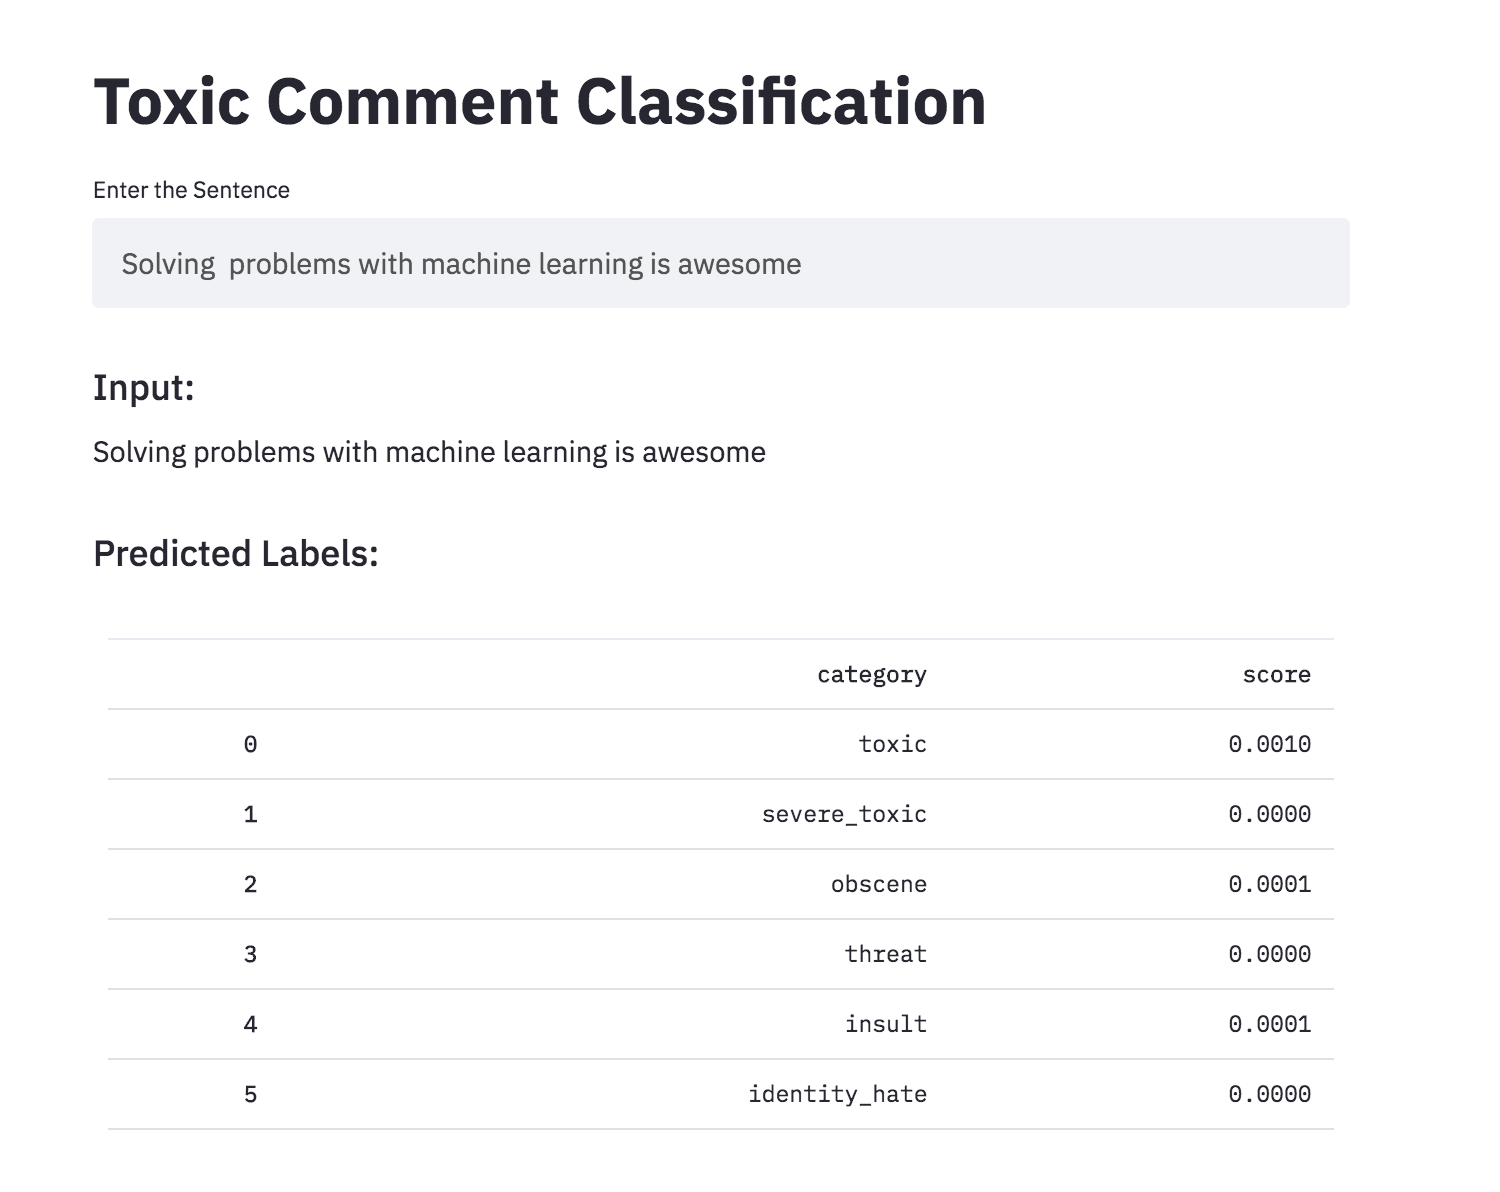 Toxic Comment Classification
Enter the Sentence
Solving  problems with machine learning is awesome
Input:
Solving problems with machine learning is awesome
Predicted Labels:
category score
0 toxic 0.0010
1 severe_toxic 0.0000
2 obscene 0.0001
3 threat 0.0000
4 insult 0.0001
5 identity_hate 0.0000